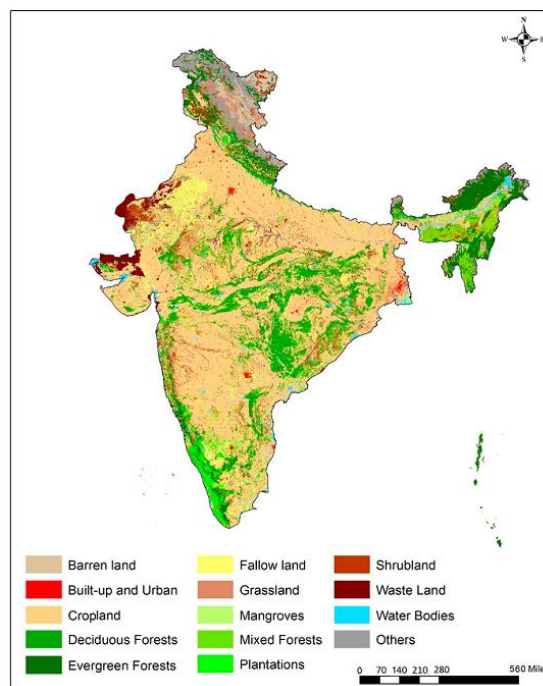 N
W E
S
Barren land
Built-up and Urban
Cropland
Deciduous Forests
Evergreen Forests
Fallow land
Grassland
Mangroves
Mixed Forests
Plantations
Shrubland
Waste Land
Water Bodies
Others
0 70 140 210 280 560 Miles